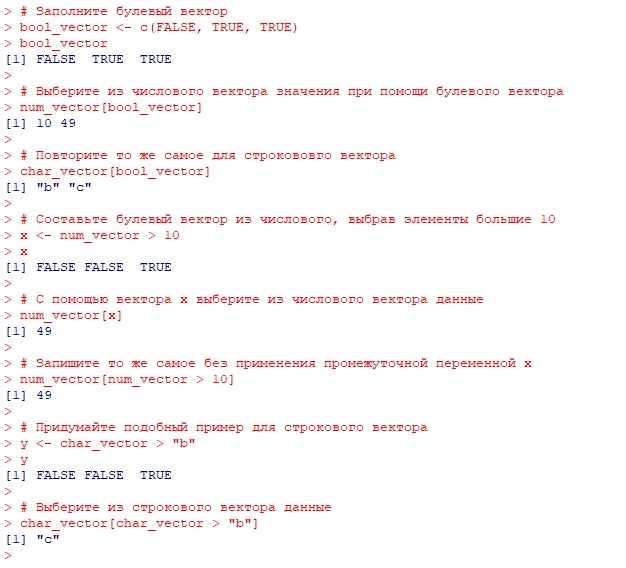 > # Заполните булевый вектор
> bool_vector <- c(FALSE, TRUE, TRUE)
> bool_vector
[1] FALSE  TRUE  TRUE
>
> # Выберите из числового вектора значения при помощи булевого вектора
> num_vector[bool_vector]
[1] 10 49
>
> # Повторите то же самое для строкововго вектора
> char_vector[bool_vector]
[1] "b" "c"
>
> # Составьте булевый вектор из числового, выбрав элементы большие 10
> x <- num_vector > 10
> x
[1] FALSE FALSE  TRUE
>
> # С помощью вектора x выберите из числового вектора данные
> num_vector[x]
[1] 49
>
> # Запишите то же самое без применения промежуточной переменной x
> num_vector[num_vector > 10]
[1] 49
>
> # Придумайте подобный пример для строкового вектора
> y <- char_vector > "b"
> y
[1] FALSE FALSE  TRUE
>
> # Выберите из строкового вектора данные
> char_vector[char_vector > "b"]
[1] "c"
>